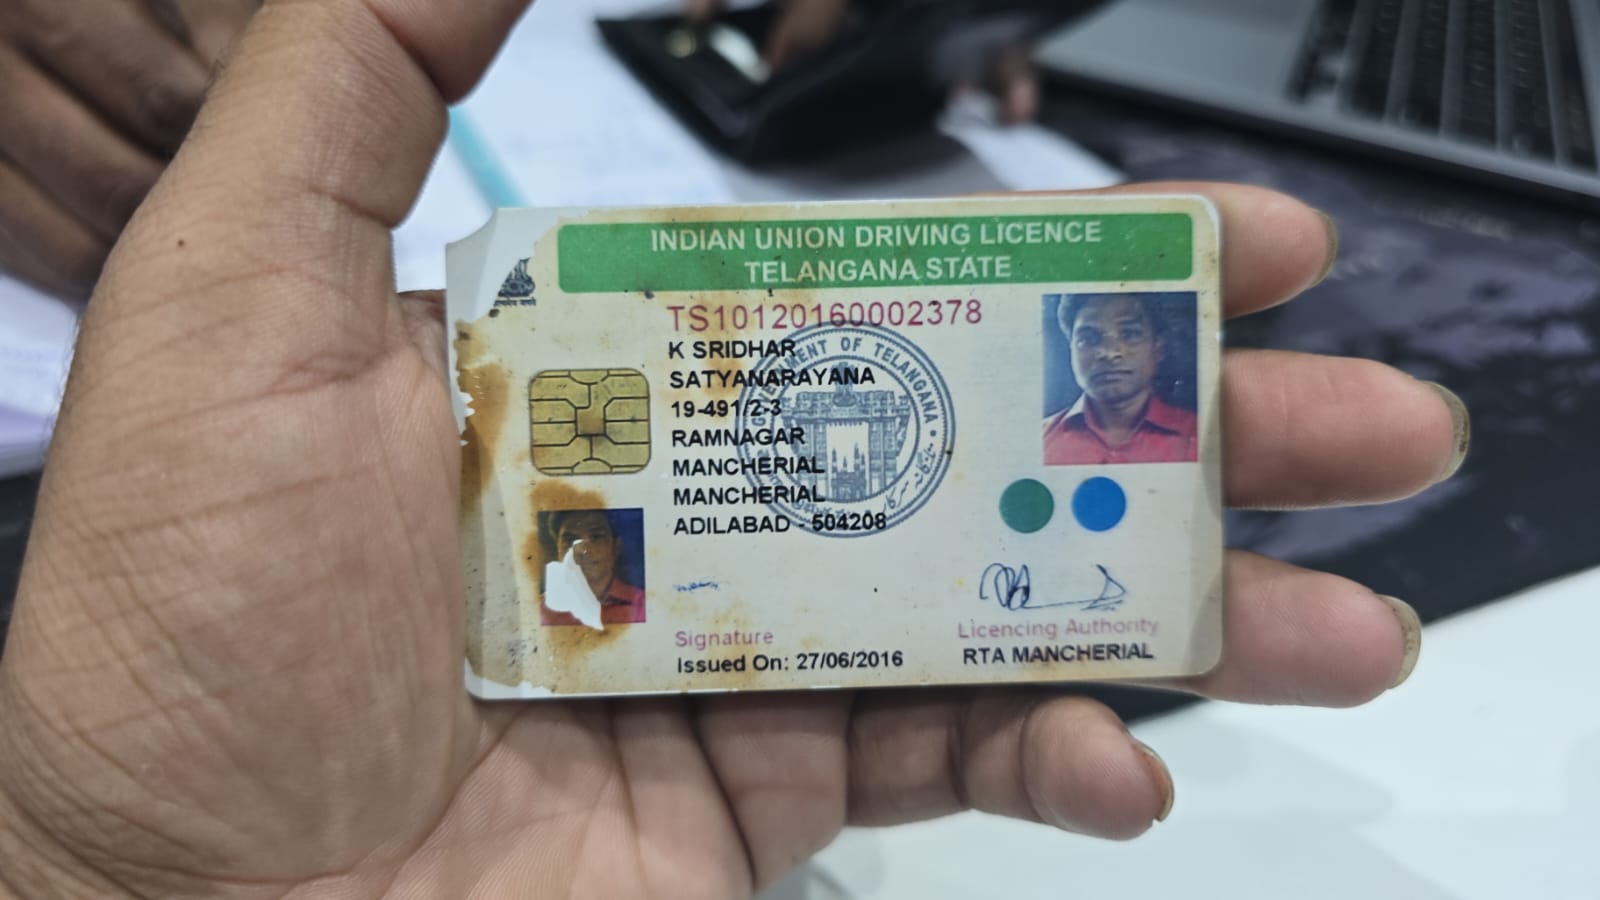 INDIAN UNION DRIVING LICENCE
TELANGANA STATE
TS10120160002378
K SRIDHAR
SATYANARAYANA
19-491/2-3
RAMNAGAR
MANCHERIAL
MANCHERIAL
ADILABAD - 504208
GOVERNMENT OF TELANGANA
Signature
Issued On: 27/06/2016
Licencing Authority
RTA MANCHERIAL